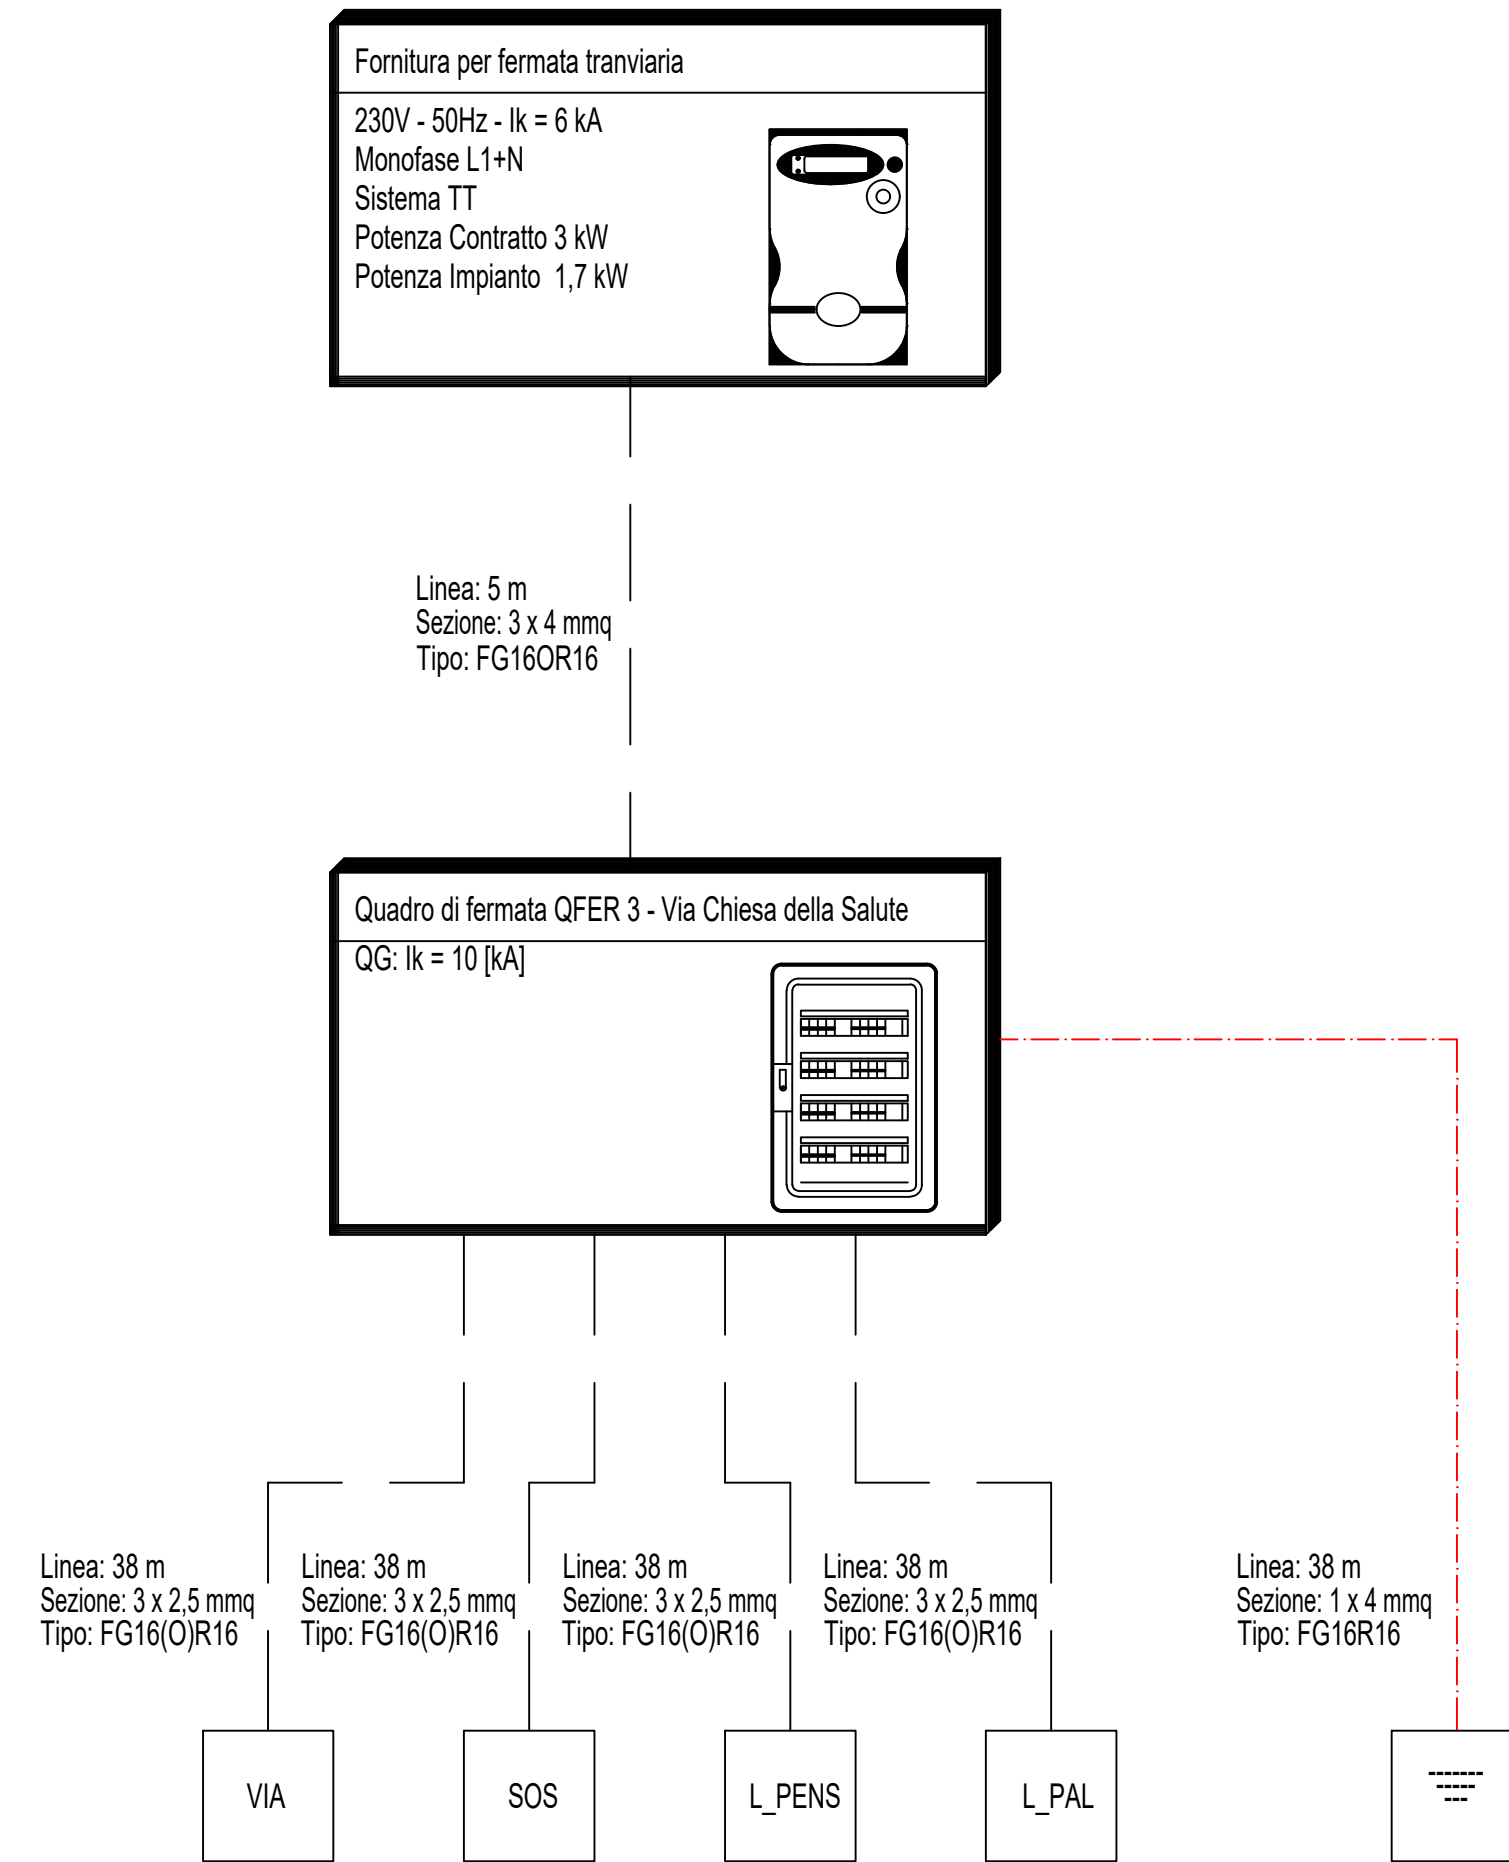 Fornitura per fermata tranviaria
230V - 50Hz - Ik = 6 kA
Monofase L1+N
Sistema TT
Potenza Contratto 3 kW
Potenza Impianto 1,7 kW
Linea: 5 m
Sezione: 3 x 4 mmq
Tipo: FG16OR16
Quadro di fermata QFER 3 - Via Chiesa della Salute
QG: Ik = 10 [kA]
Linea: 38 m
Sezione: 3 x 2,5 mmq
Tipo: FG16(O)R16
Linea: 38 m
Sezione: 3 x 2,5 mmq
Tipo: FG16(O)R16
Linea: 38 m
Sezione: 3 x 2,5 mmq
Tipo: FG16(O)R16
Linea: 38 m
Sezione: 3 x 2,5 mmq
Tipo: FG16(O)R16
Linea: 38 m
Sezione: 1 x 4 mmq
Tipo: FG16R16
VIA
SOS
L_PENS
L_PAL